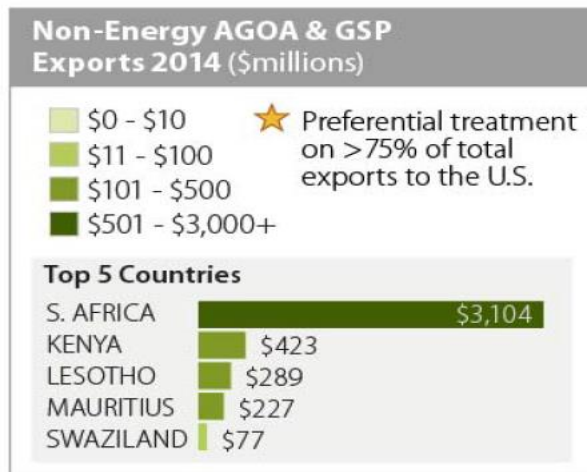 Non-Energy AGOA & GSP
Exports 2014 ($millions)
$0 - $10
$11 - $100
$101 - $500
$501 - $3,000+
Preferential treatment
on >75% of total
exports to the U.S.
Top 5 Countries
S. AFRICA $3,104
KENYA $423
LESOTHO $289
MAURITIUS $227
SWAZILAND $77